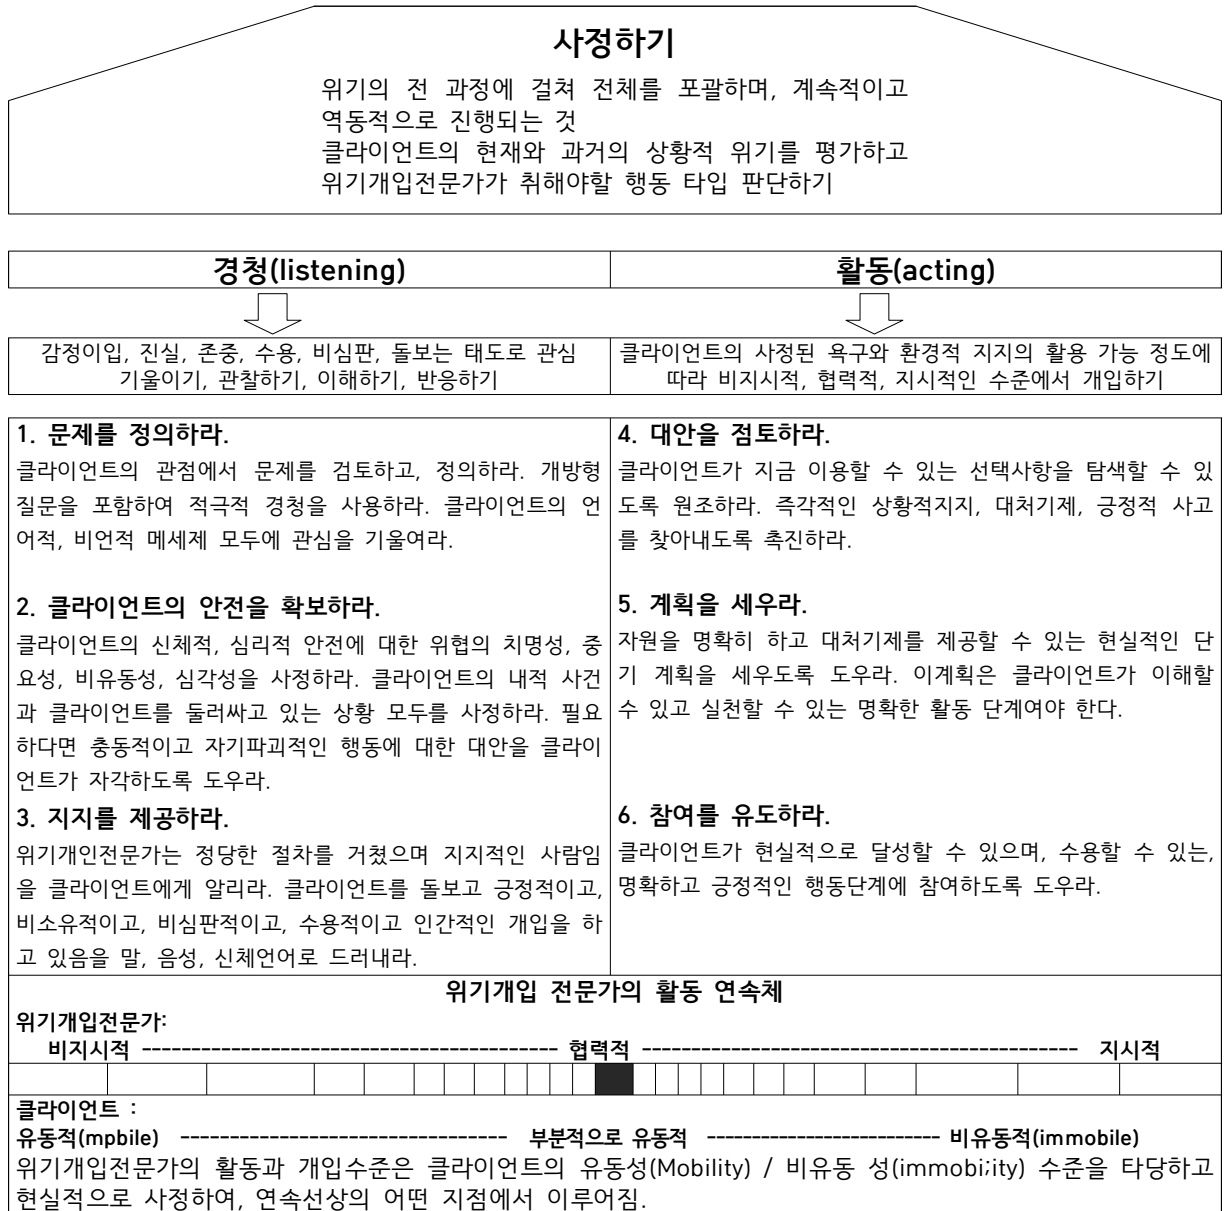 사정하기
위기의 전 과정에 걸쳐 전체를 포괄하며, 계속적이고
역동적으로 진행되는 것
클라이언트의 현재와 과거의 상황적 위기를 평가하고
위기개입전문가가 취해야할 행동 타입 판단하기
경청(listening)
활동(acting)
감정이입, 진실, 존중, 수용, 비심판, 돌보는 태도로 관심
기울이기, 관찰하기, 이해하기, 반응하기
클라이언트의 사정된 욕구와 환경적 지지의 활용 가능 정도에
따라 비지시적, 협력적, 지시적인 수준에서 개입하기
1. 문제를 정의하라.
클라이언트의 관점에서 문제를 검토하고, 정의하라. 개방형
질문을 포함하여 적극적 경청을 사용하라. 클라이언트의 언
어적, 비언적 메세제 모두에 관심을 기울여라.
2. 클라이언트의 안전을 확보하라.
클라이언트의 신체적, 심리적 안전에 대한 위협의 치명성, 중
요성, 비유동성, 심각성을 사정하라. 클라이언트의 내적 사건
과 클라이언트를 둘러싸고 있는 상황 모두를 사정하라. 필요
하다면 충동적이고 자기파괴적인 행동에 대한 대안을 클라이
언트가 자각하도록 도우라.
3. 지지를 제공하라.
위기개인전문가는 정당한 절차를 거쳤으며 지지적인 사람임
을 클라이언트에게 알리라. 클라이언트를 돌보고 긍정적이고,
비소유적이고, 비심판적이고, 수용적이고 인간적인 개입을 하
고 있음을 말, 음성, 신체언어로 드러내라.
4. 대안을 점토하라.
클라이언트가 지금 이용할 수 있는 선택사항을 탐색할 수 있
도록 원조하라. 즉각적인 상황적지지, 대처기제, 긍정적 사고
를 찾아내도록 촉진하라.
5. 계획을 세우라.
자원을 명확히 하고 대처기제를 제공할 수 있는 현실적인 단
기 계획을 세우도록 도우라. 이계획은 클라이언트가 이해할
수 있고 실천할 수 있는 명확한 활동 단계여야 한다.
6. 참여를 유도하라.
클라이언트가 현실적으로 달성할 수 있으며, 수용할 수 있는,
명확하고 긍정적인 행동단계에 참여하도록 도우라.
위기개입 전문가의 활동 연속체
위기개입전문가:
비지시적 ------------------------------------------ 협력적 -------------------------------------------- 지시적
클라이언트 :
유동적(mpbile) --------------------------------- 부분적으로 유동적 -------------------------- 비유동적(immobile)
위기개입전문가의 활동과 개입수준은 클라이언트의 유동성(Mobility) / 비유동 성(immobi;ity) 수준을 타당하고
현실적으로 사정하여, 연속선상의 어떤 지점에서 이루어짐.